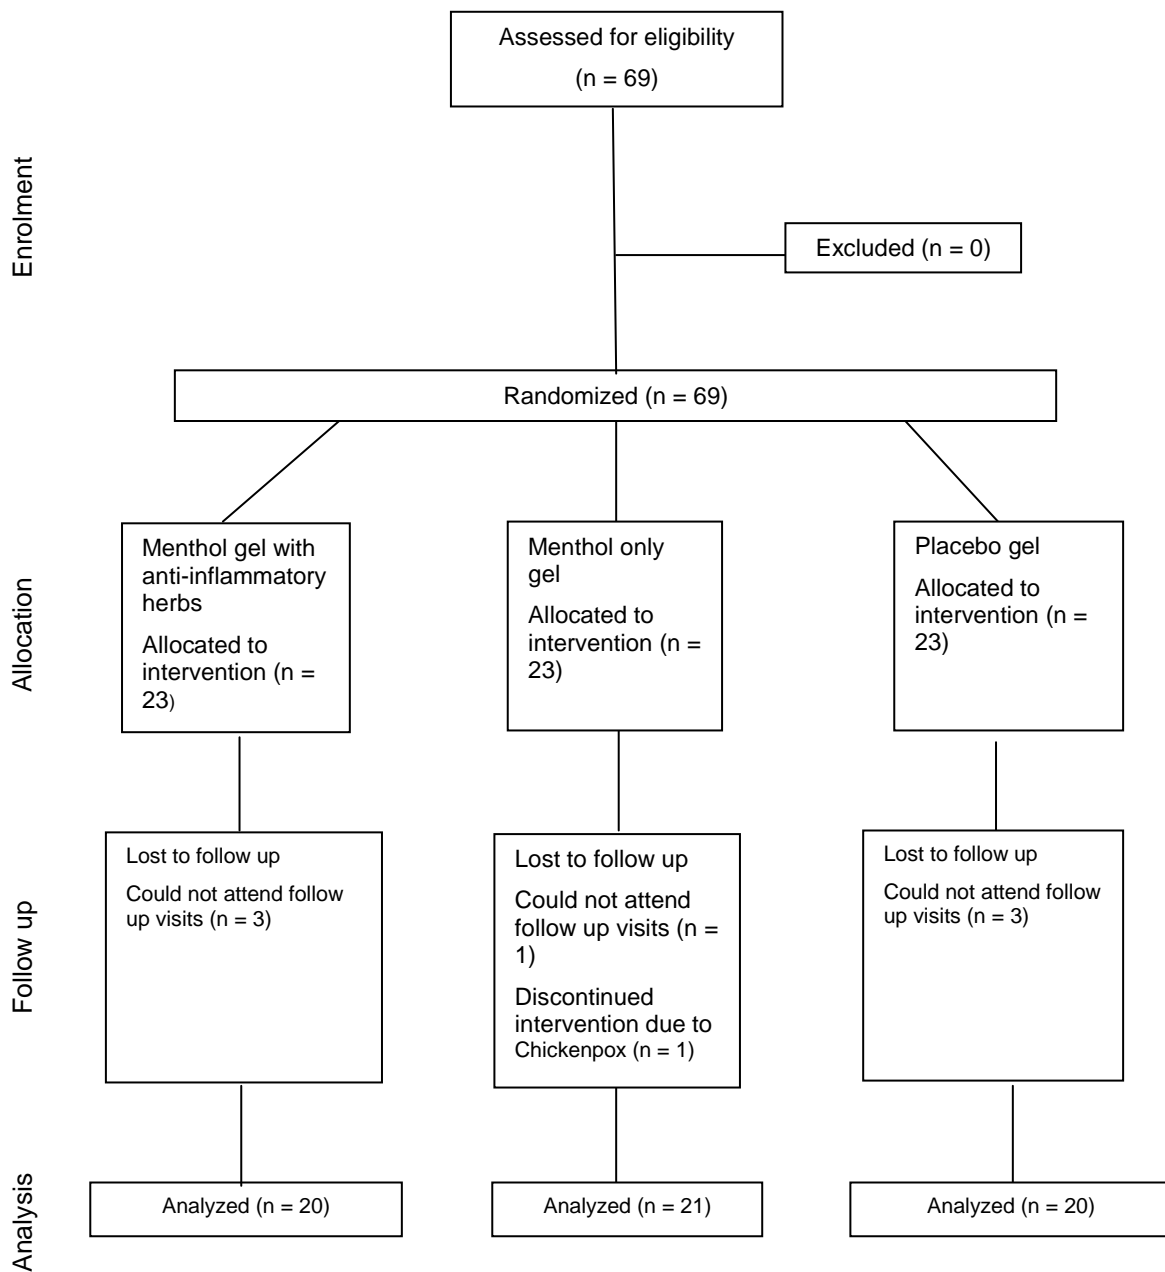 Assessed for eligibility
(n = 69)
Enrolment
Excluded (n = 0)
Randomized (n = 69)
Allocation
Menthol gel with
anti-inflammatory
herbs
Allocated to
intervention (n =
23)
Menthol only
gel
Allocated to
intervention (n =
23)
Placebo gel
Allocated to
intervention (n =
23)
Follow up
Lost to follow up
Could not attend follow
up visits (n = 3)
Lost to follow up
Could not attend
follow up visits (n =
1)
Discontinued
intervention due to
Chickenpox (n = 1)
Lost to follow up
Could not attend follow
up visits (n = 3)
Analysis
Analyzed (n = 20)
Analyzed (n = 21)
Analyzed (n = 20)